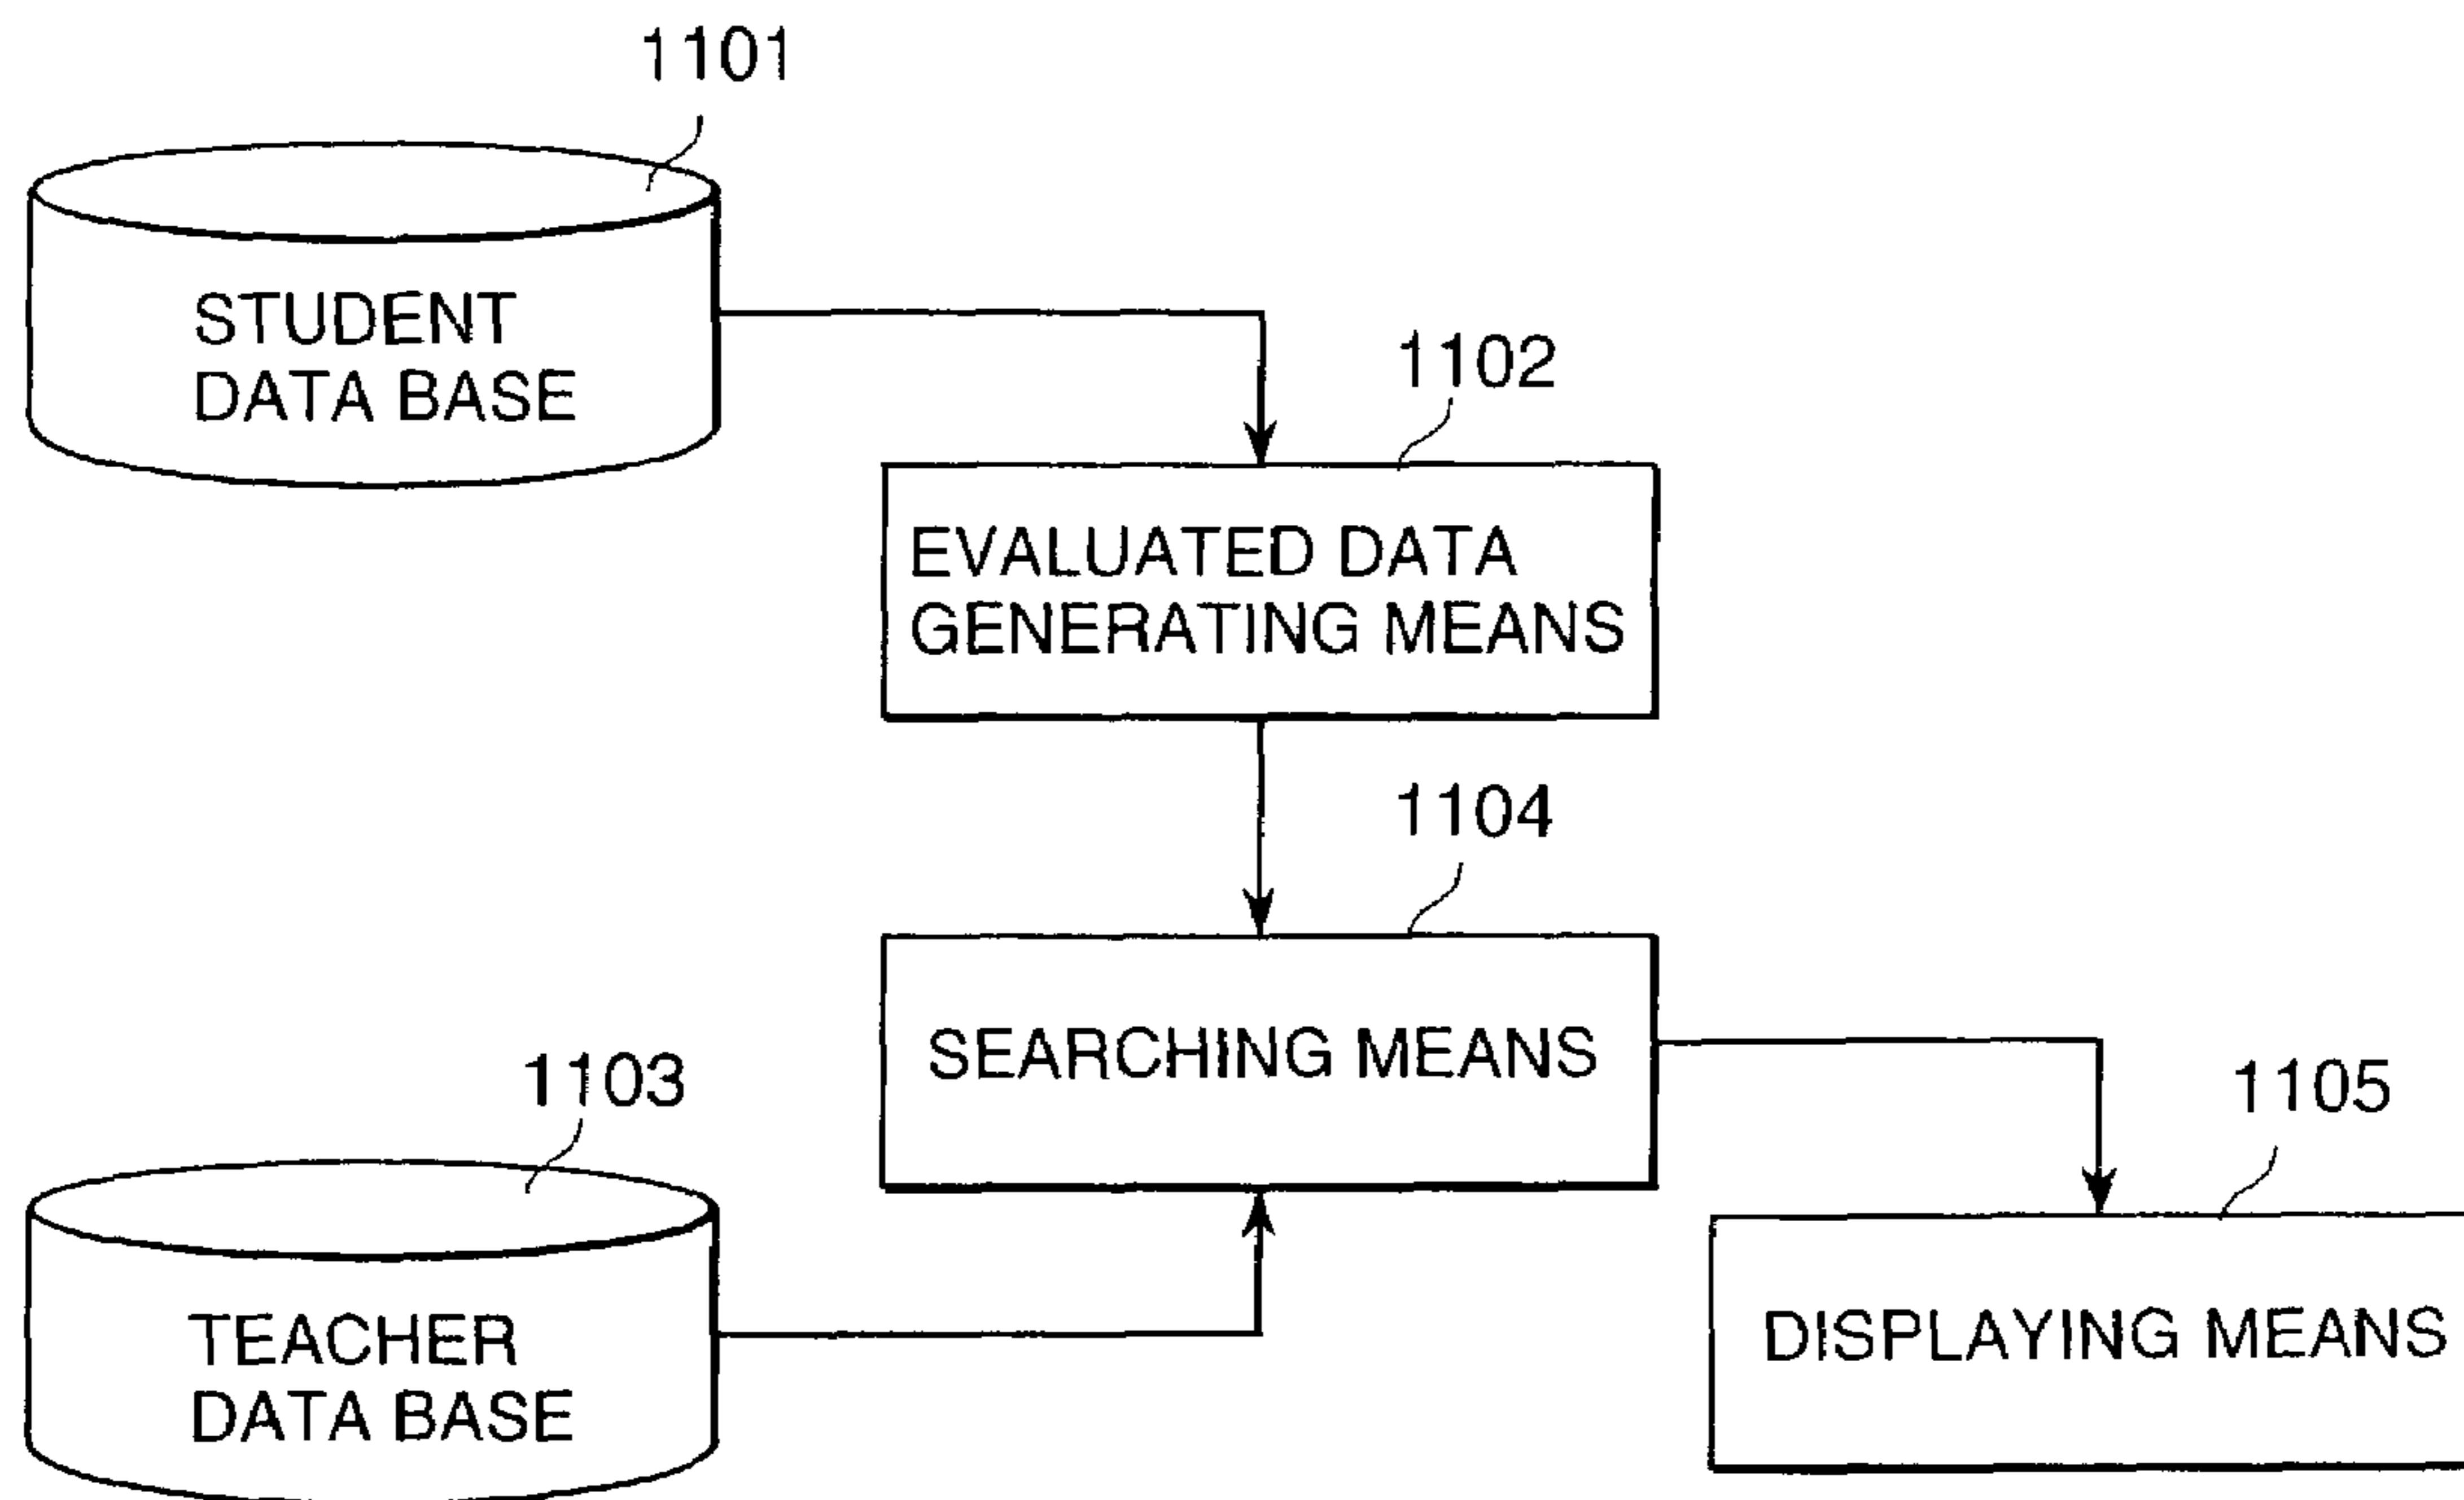 1101
STUDENT
DATA BASE
1102
EVALUATED DATA
GENERATING MEANS
1104
SEARCHING MEANS
1103
TEACHER
DATA BASE
1105
DISPLAYING MEANS